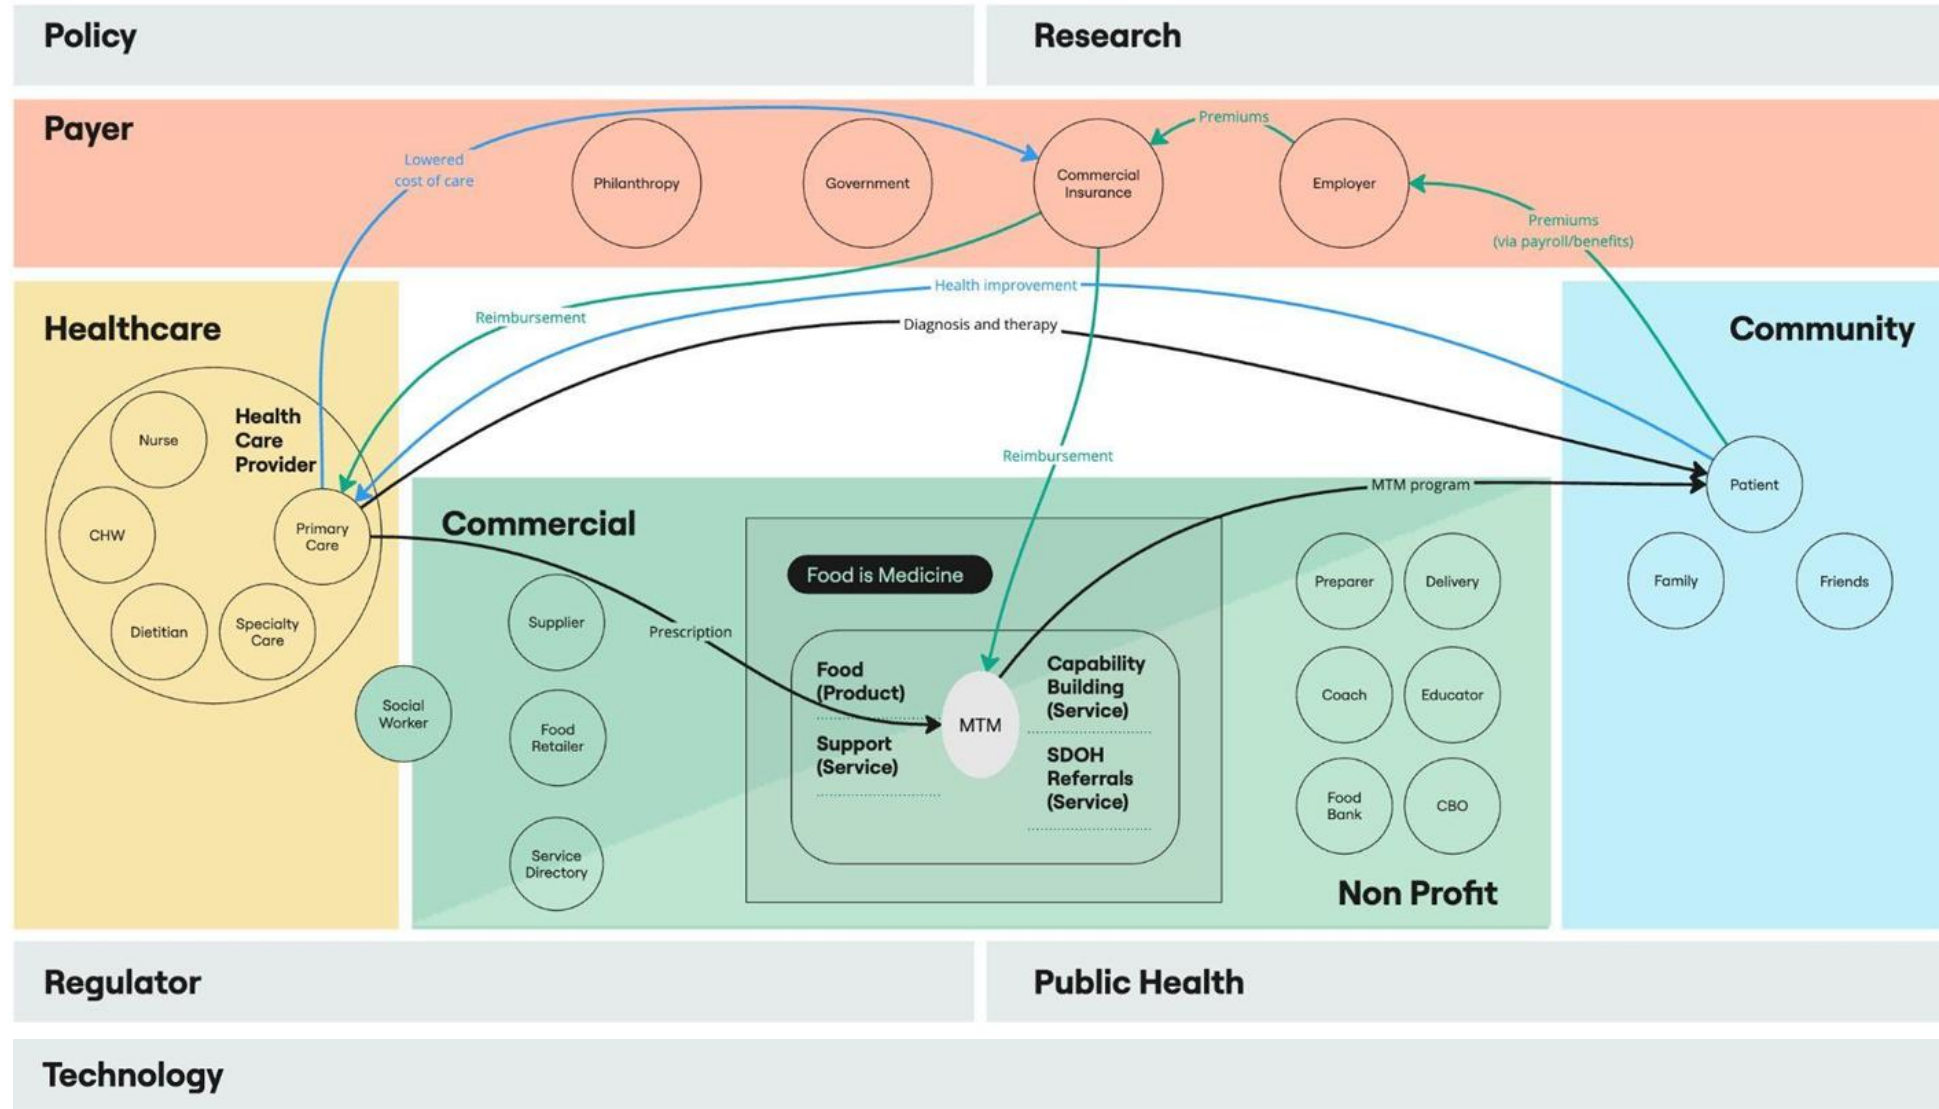 Policy
Research
Payer
Premiums
Lowered
cost of care
Philanthropy
Government
Commercial
Insurance
Employer
Premiums
(via payroll/benefits)
Health improvement
Reimbursement
Diagnosis and therapy
Healthcare
Community
Health
Care
Provider
Nurse
CHW
Primary
Care
Dietitian
Specialty
Care
Social
Worker
Reimbursement
MTM program
Patient
Family
Friends
Commercial
Food is Medicine
Supplier
Prescription
Food
Retailer
Service
Directory
Food
(Product)
Support
(Service)
MTM
Capability
Building
(Service)
SDOH
Referrals
(Service)
Preparer
Delivery
Coach
Educator
Food
Bank
CBO
Non Profit
Regulator
Public Health
Technology